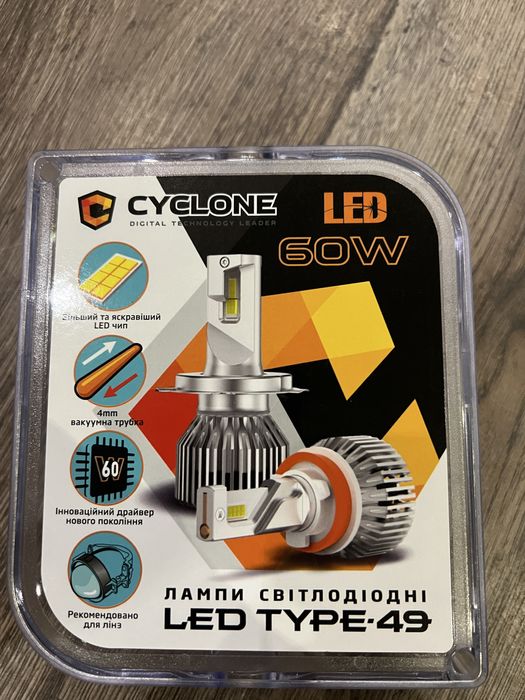 CYCLONE
DIGITAL TECHNOLOGY LEADER
LED
60W
Більший та яскравіший
LED чип
4mm
вакуумна трубка
W60
Інноваційний драйвер
нового покоління
Рекомендовано
для лінз
ЛАМПИ СВІТЛОДІОДНІ
LED TYPE-49